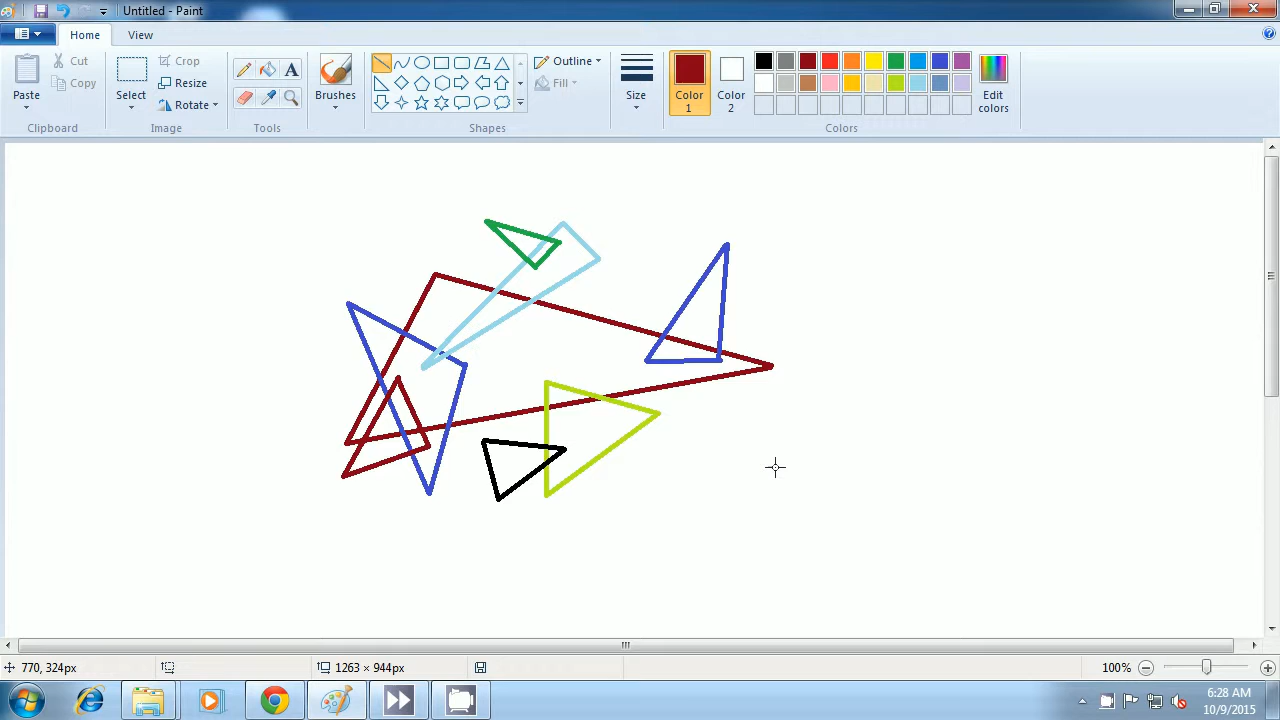 Untitled - Paint
Home View
Paste
Cut
Copy
Clipboard
Select
Crop
Resize
Rotate
Image
A
Tools
Brushes
Outline
Fill
Shapes
Size
Color 1
Color 2
Edit colors
Colors
770, 324px
1263 × 944px
100%
6:28 AM
10/9/2015